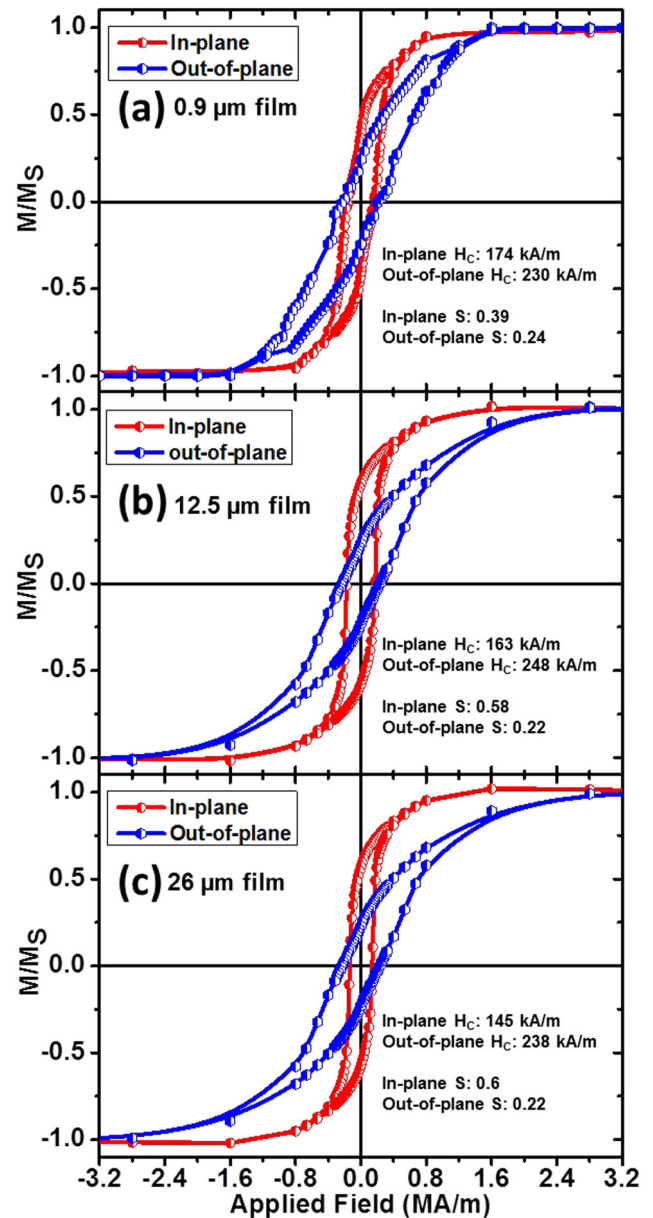 In-plane
Out-of-plane
(a) 0.9 µm film
1.0
0.5
0.0
-0.5
-1.0
M/M_S
In-plane H_C: 174 kA/m
Out-of-plane H_C: 230 kA/m
In-plane S: 0.39
Out-of-plane S: 0.24
In-plane
out-of-plane
(b) 12.5 µm film
1.0
0.5
0.0
-0.5
-1.0
M/M_S
In-plane H_C: 163 kA/m
Out-of-plane H_C: 248 kA/m
In-plane S: 0.58
Out-of-plane S: 0.22
In-plane
Out-of-plane
(c) 26 µm film
1.0
0.5
0.0
-0.5
-1.0
M/M_S
In-plane H_C: 145 kA/m
Out-of-plane H_C: 238 kA/m
In-plane S: 0.6
Out-of-plane S: 0.22
-3.2 -2.4 -1.6 -0.8 0.0 0.8 1.6 2.4 3.2
Applied Field (MA/m)